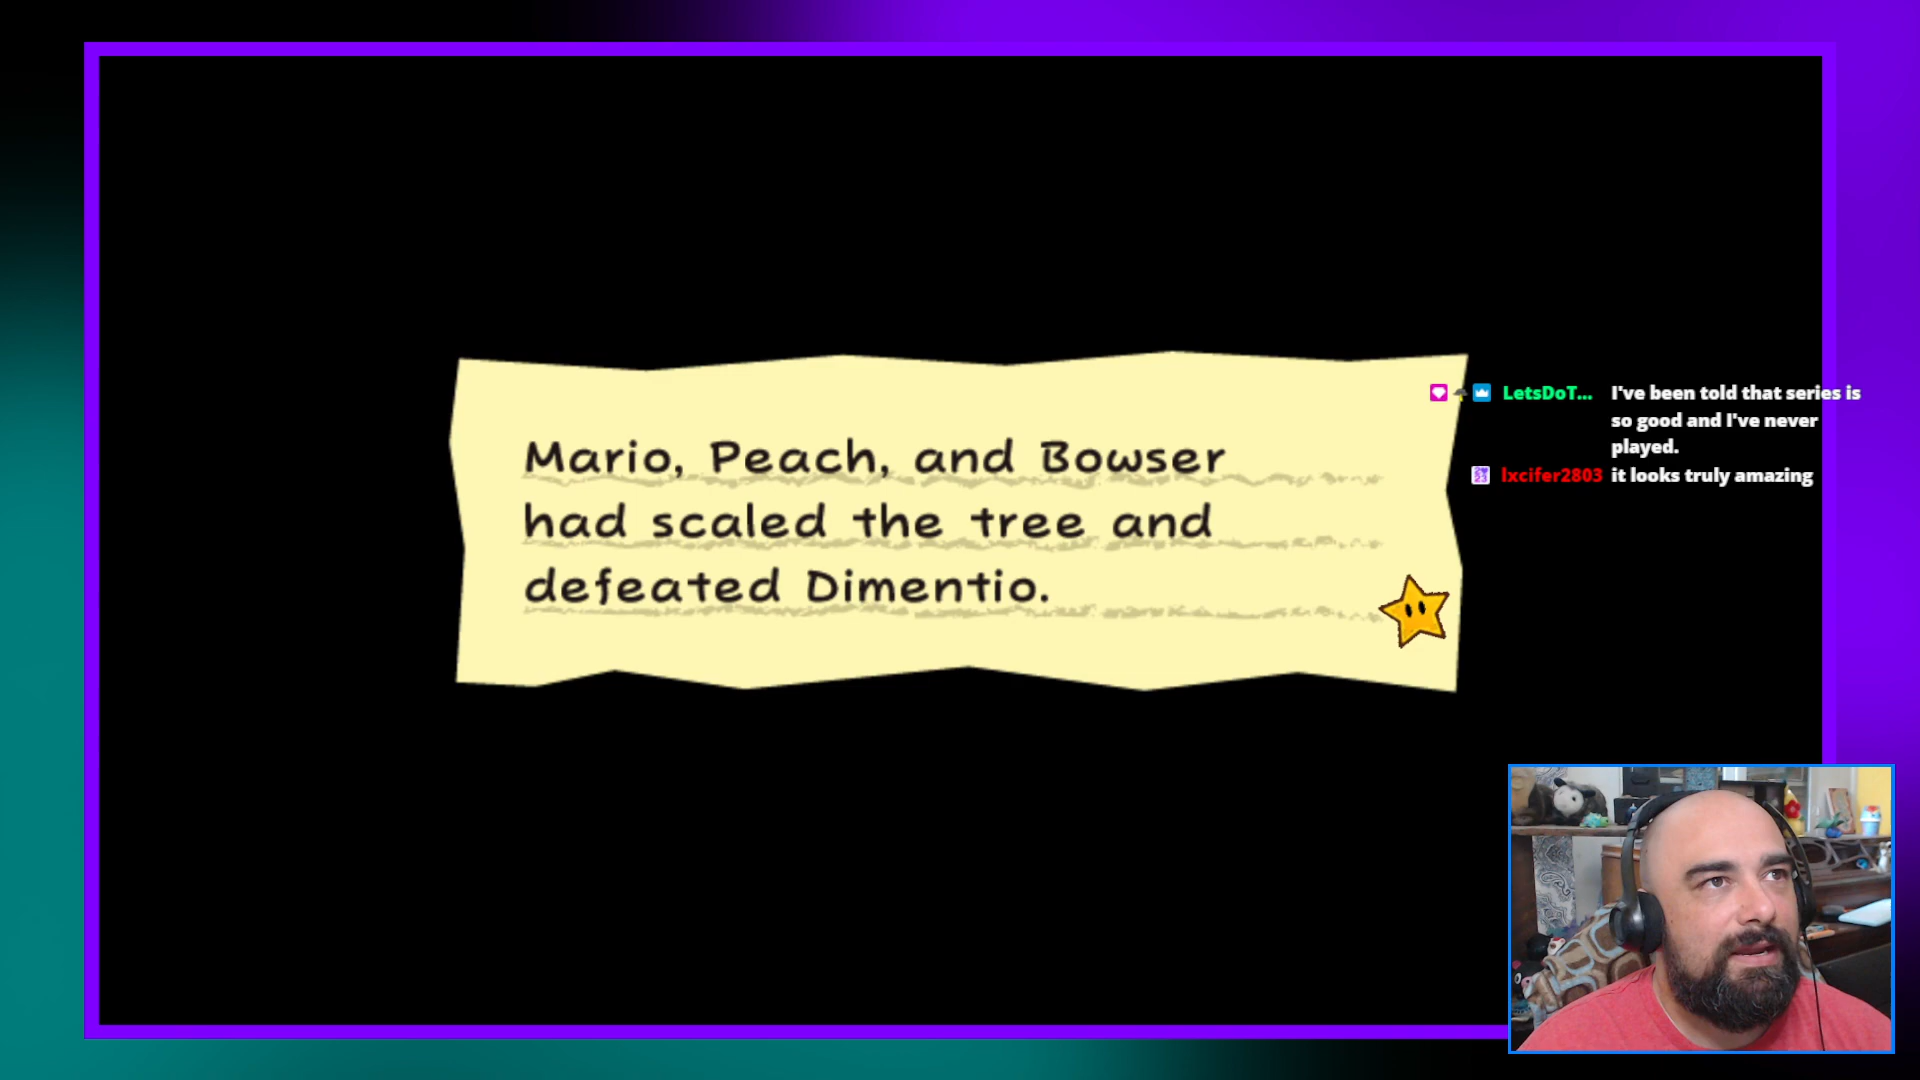 Mario, Peach, and Bowser
had scaled the tree and
defeated Dimentio.
LetsDoT... I've been told that series is
so good and I've never
played.
lxcifer2803 it looks truly amazing